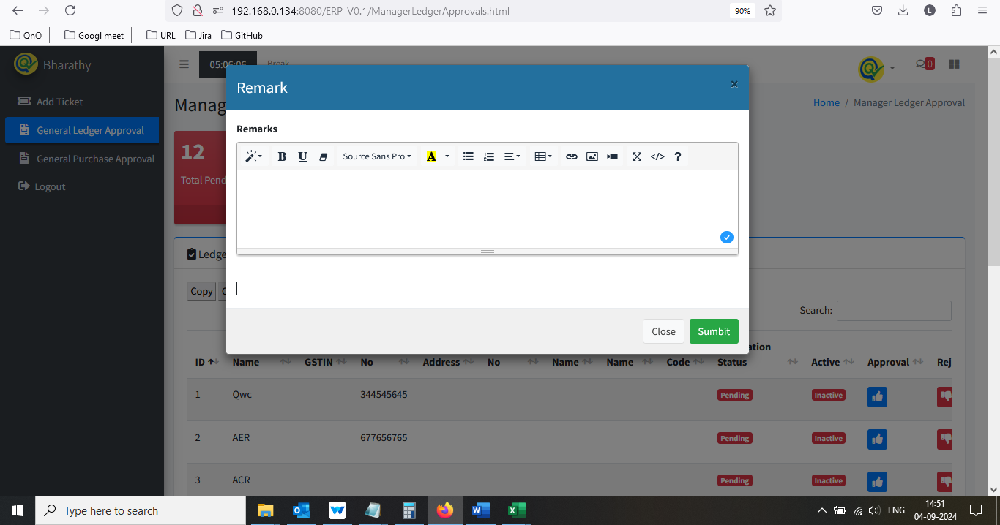 192.168.0.134:8080/ERP-V0.1/ManagerLedgerApprovals.html 90% L
QnQ Googl meet URL Jira GitHub
Bharathy 05:06:06 Break 0
Add Ticket
General Ledger Approval
General Purchase Approval
Logout
Manag
Home / Manager Ledger Approval
12
Total Pend
Remark ×
Remarks
B U Source Sans Pro A </> ?
Close Sumbit
Ledge
Copy C
Search:
ation
ID Name GSTIN No Address No Name Name Code Status Active Approval Rej
1 Qwc 344545645 Pending Inactive
2 AER 677656765 Pending Inactive
3 ACR Pending Inactive
Type here to search W W X ENG 14:51
04-09-2024